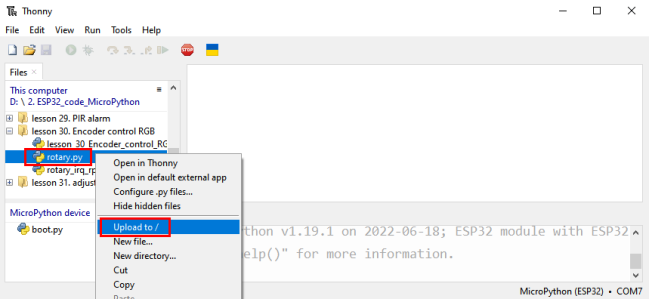 Thonny
File Edit View Run Tools Help
STOP
Files
This computer
D: \ 2. ESP32_code_MicroPython
lesson 29. PIR alarm
lesson 30. Encoder control RGB
lesson_30_Encoder_control_RG
rotary.py
rotary_irq_rp
lesson 31. adjust
Open in Thonny
Open in default external app
Configure .py files...
Hide hidden files
Upload to /
New file...
New directory...
Cut
Copy
Paste
MicroPython device
boot.py
thon v1.19.1 on 2022-06-18; ESP32 module with ESP32
elp()" for more information.
MicroPython (ESP32) • COM7